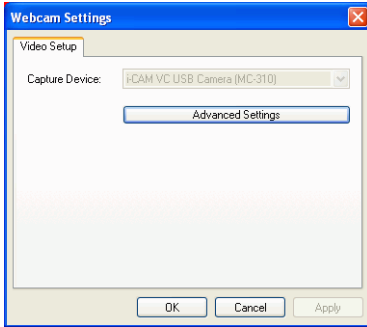 Webcam Settings
Video Setup
Capture Device: i-CAM VC USB Camera (MC-310)
Advanced Settings
OK Cancel Apply